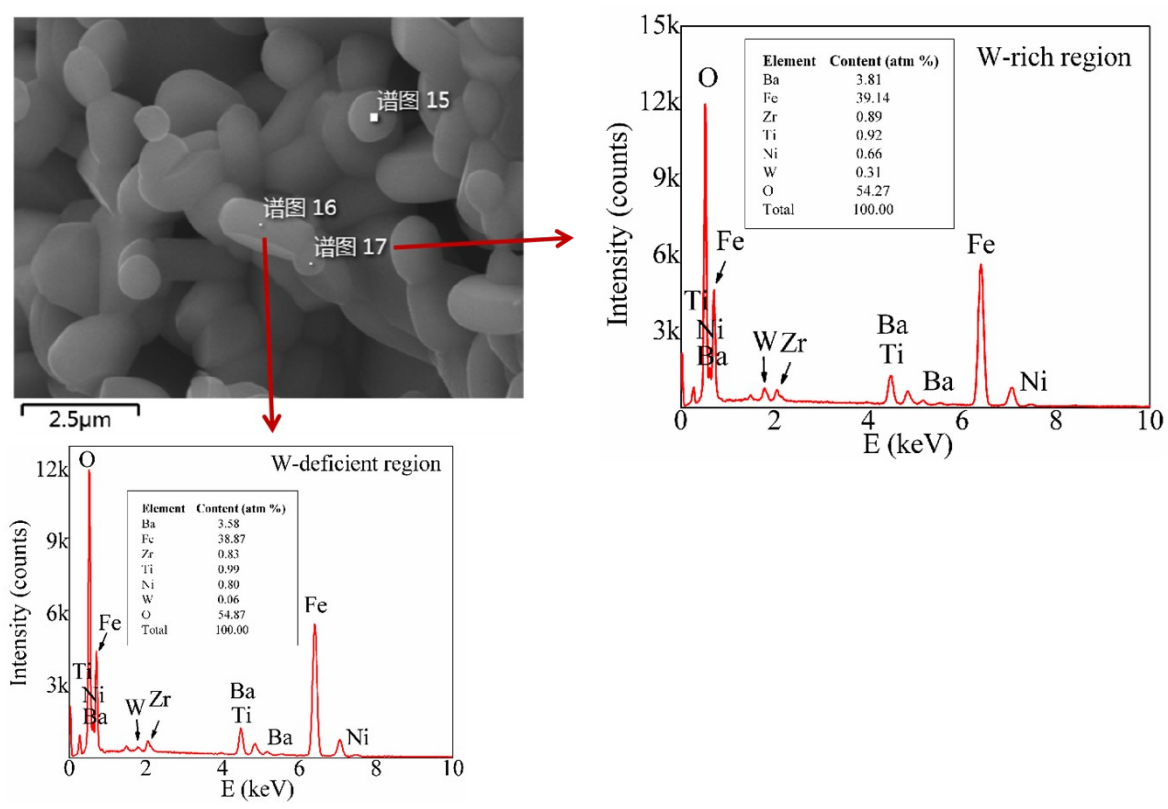 谱图 15
谱图 16
谱图 17
2.5μm
W-rich region
Intensity (counts)
15k
12k
9k
6k
3k
O
Fe
Ti
Ni
Ba
W
Zr
Ba
Ti
Ba
Fe
Ni
Element Content (atm %)
Ba 3.81
Fe 39.14
Zr 0.89
Ti 0.92
Ni 0.66
W 0.31
O 54.27
Total 100.00
0 2 4 6 8 10
E (keV)
W-deficient region
Intensity (counts)
12k
9k
6k
3k
O
Fe
Ti
Ni
Ba
W
Zr
Ba
Ti
Ba
Fe
Ni
Element Content (atm %)
Ba 3.58
Fe 38.87
Zr 0.83
Ti 0.99
Ni 0.80
W 0.06
O 54.87
Total 100.00
0 2 4 6 8 10
E (keV)